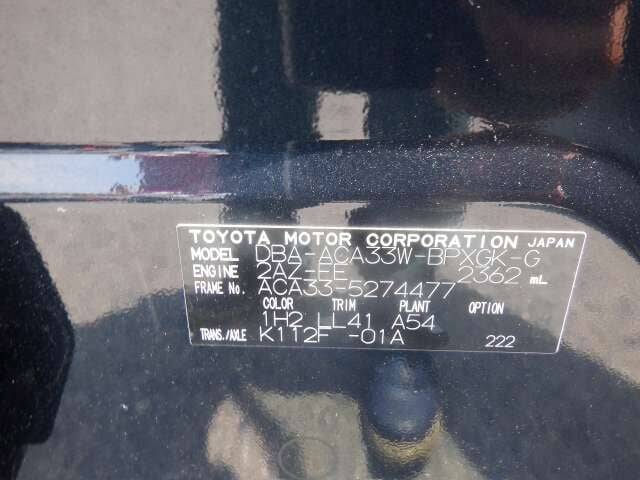 TOYOTA MOTOR CORPORATION JAPAN
MODEL DBA-ACA33W-BPXGK-G
ENGINE 2AZ-FE 2362 mL
FRAME No. ACA33-5274477
COLOR TRIM PLANT OPTION
1H2 LL41 A54
TRANS./AXLE K112F -01A 222